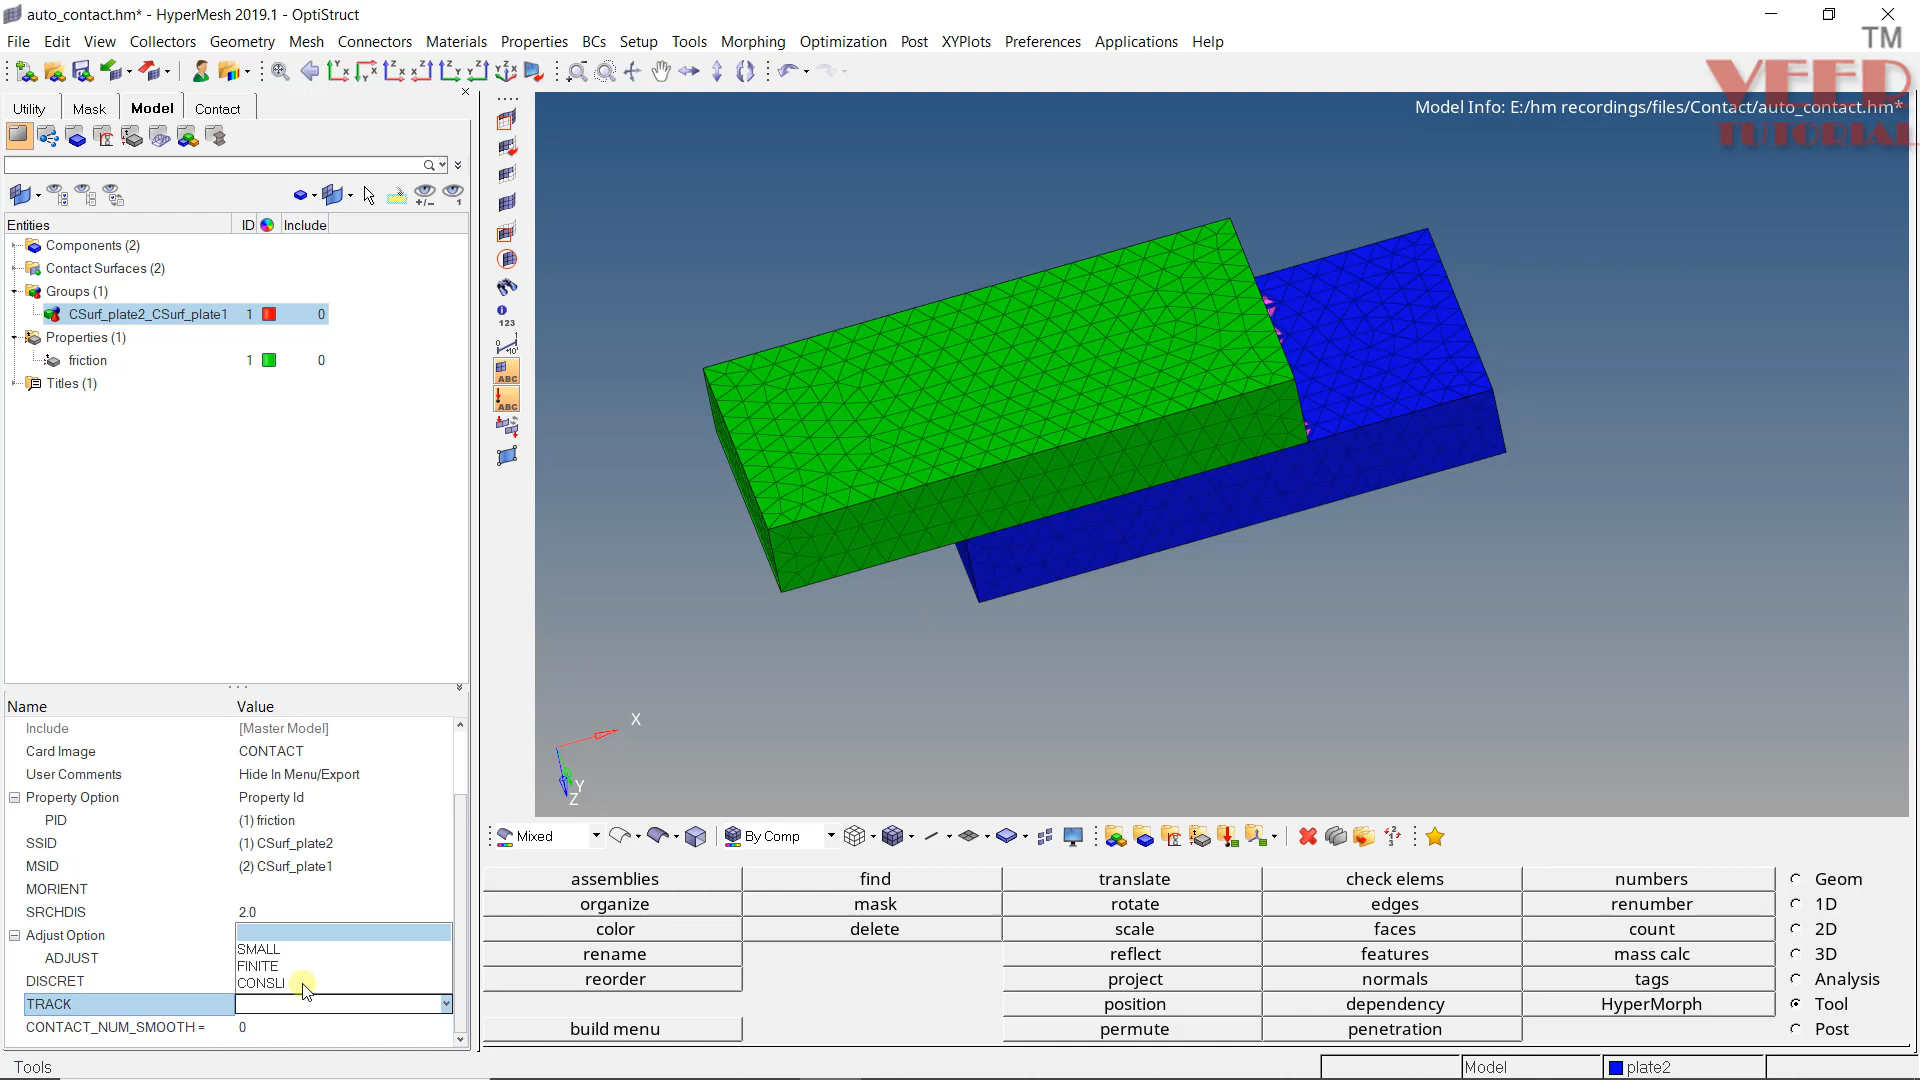 auto_contact.hm* - HyperMesh 2019.1 - OptiStruct
File Edit View Collectors Geometry Mesh Connectors Materials Properties BCs Setup Tools Morphing Optimization Post XYPlots Preferences Applications Help
TM
VEER
TUTORIAL
Utility Mask Model Contact
Model Info: E:/hm recordings/files/Contact/auto_contact.hm*
Entities ID Include
Components (2)
Contact Surfaces (2)
Groups (1)
CSurf_plate2_CSurf_plate1 1 0
Properties (1)
friction 1 0
Titles (1)
123
ABC
ABC
X
Y
Z
Name Value
Include [Master Model]
Card Image CONTACT
User Comments Hide In Menu/Export
Property Option Property Id
PID (1) friction
SSID (1) CSurf_plate2
MSID (2) CSurf_plate1
MORIENT
SRCHDIS 2.0
Adjust Option
ADJUST
DISCRET
TRACK
SMALL
FINITE
CONSLI
CONTACT_NUM_SMOOTH = 0
Mixed By Comp
assemblies find translate check elems numbers Geom
organize mask rotate edges renumber 1D
color delete scale faces count 2D
rename reflect features mass calc 3D
reorder project normals tags Analysis
position dependency HyperMorph Tool
build menu permute penetration Post
Tools Model plate2